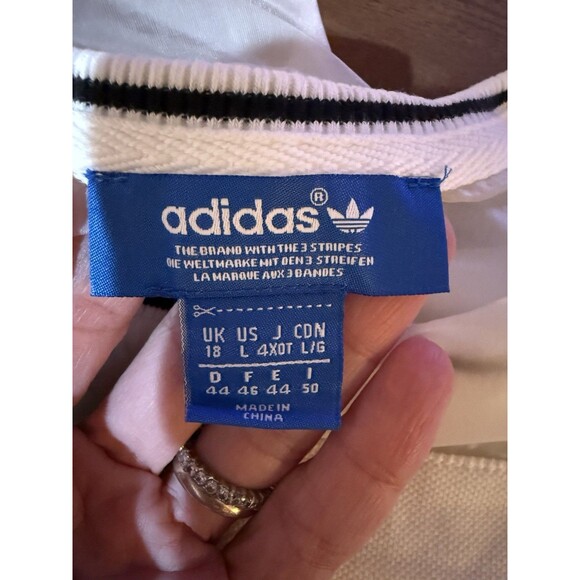 adidas®
THE BRAND WITH THE 3 STRIPES
DIE WELTMARKE MIT DEN 3 STREIFEN
LA MARQUE AUX 3 BANDES
UK US J CDN
18 L 4XOT L/G
D F E I
44 46 44 50
MADE IN
CHINA